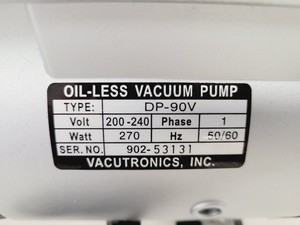 OIL-LESS VACUUM PUMP
TYPE: DP-90V
Volt 200-240 Phase 1
Watt 270 Hz 50/60
SER. NO. 902-53131
VACUTRONICS, INC.